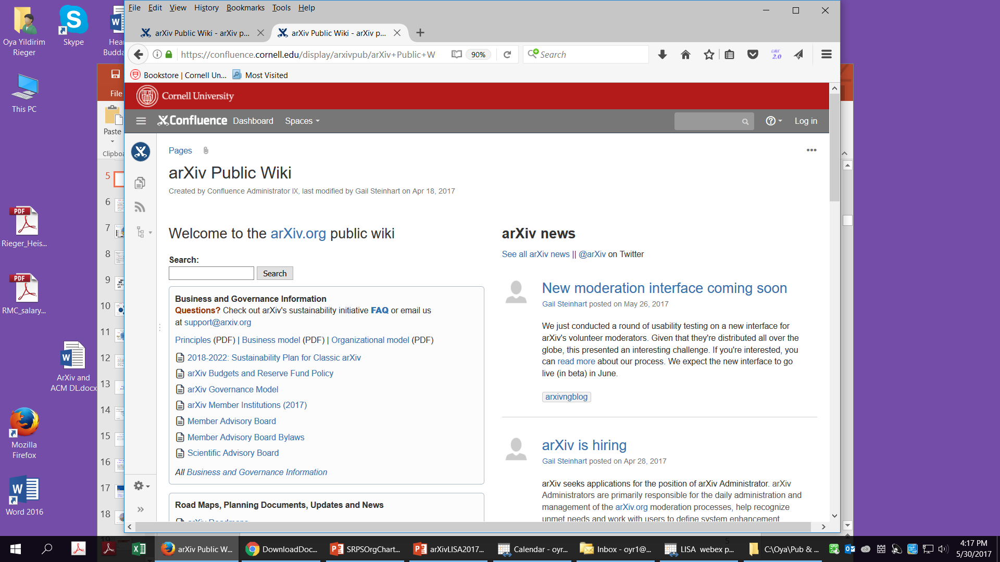 File Edit View History Bookmarks Tools Help
arXiv Public Wiki - arXiv p...
arXiv Public Wiki - arXiv p...
https://confluence.cornell.edu/display/arxivpub/arXiv+Public+W
90%
Search
Bookstore | Cornell Un...
Most Visited
Cornell University
Confluence Dashboard Spaces
Log in
Pages
arXiv Public Wiki
Created by Confluence Administrator IX, last modified by Gail Steinhart on Apr 18, 2017
Welcome to the arXiv.org public wiki
Search:
Search
Business and Governance Information
Questions? Check out arXiv's sustainability initiative FAQ or email us
at support@arxiv.org
Principles (PDF) | Business model (PDF) | Organizational model (PDF)
2018-2022: Sustainability Plan for Classic arXiv
arXiv Budgets and Reserve Fund Policy
arXiv Governance Model
arXiv Member Institutions (2017)
Member Advisory Board
Member Advisory Board Bylaws
Scientific Advisory Board
All Business and Governance Information
Road Maps, Planning Documents, Updates and News
arXiv Roadmaps
arXiv news
See all arXiv news || @arXiv on Twitter
New moderation interface coming soon
Gail Steinhart posted on May 26, 2017
We just conducted a round of usability testing on a new interface for
arXiv's volunteer moderators. Given that they're distributed all over the
globe, this presented an interesting challenge. If you're interested, you
can read more about our process. We expect the new interface to go
live (in beta) in June.
arxivngblog
arXiv is hiring
Gail Steinhart posted on Apr 28, 2017
arXiv seeks applications for the position of arXiv Administrator. arXiv
Administrators are primarily responsible for the daily administration and
management of the arXiv.org moderation processes, help recognize
unmet needs and work with users to define system enhancement
Oya Yildirim
Rieger
Skype
This PC
PDF
Rieger_Heis...
PDF
RMC_salary...
ArXiv and
ACM DL.docx
Mozilla
Firefox
Word 2016
File
Paste
5
6
7
8
9
10
11
12
13
14
15
16
17
18
arXiv Public W...
DownloadDoc...
SRPSOrgChart...
arXivLISA2017...
Calendar - oyr...
Inbox - oyr1@...
LISA webex p...
C:\Oya\Pub & ...
4:17 PM
5/30/2017